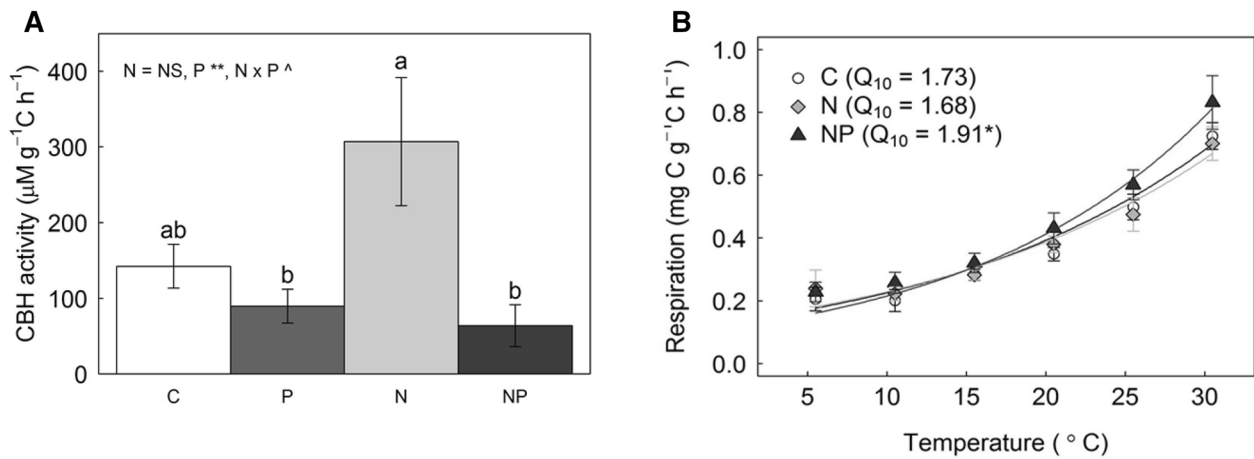 A
CBH activity (μM g⁻¹C h⁻¹)
400
300
200
100
0
N = NS, P **, N x P ^
ab
b
a
b
C
P
N
NP
B
Respiration (mg C g⁻¹C h⁻¹)
1.0
0.8
0.6
0.4
0.2
0.0
C (Q₁₀ = 1.73)
N (Q₁₀ = 1.68)
NP (Q₁₀ = 1.91*)
5
10
15
20
25
30
Temperature ( ° C)